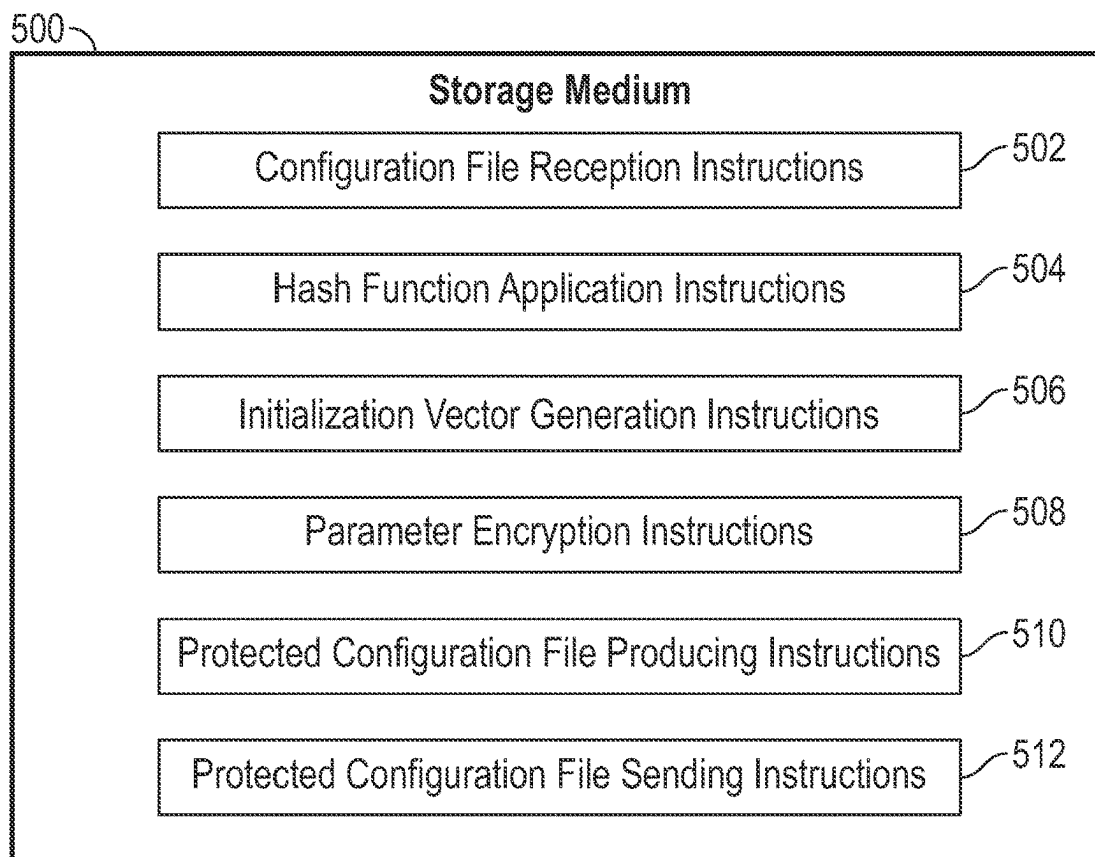 500
Storage Medium
Configuration File Reception Instructions
502
Hash Function Application Instructions
504
Initialization Vector Generation Instructions
506
Parameter Encryption Instructions
508
Protected Configuration File Producing Instructions
510
Protected Configuration File Sending Instructions
512